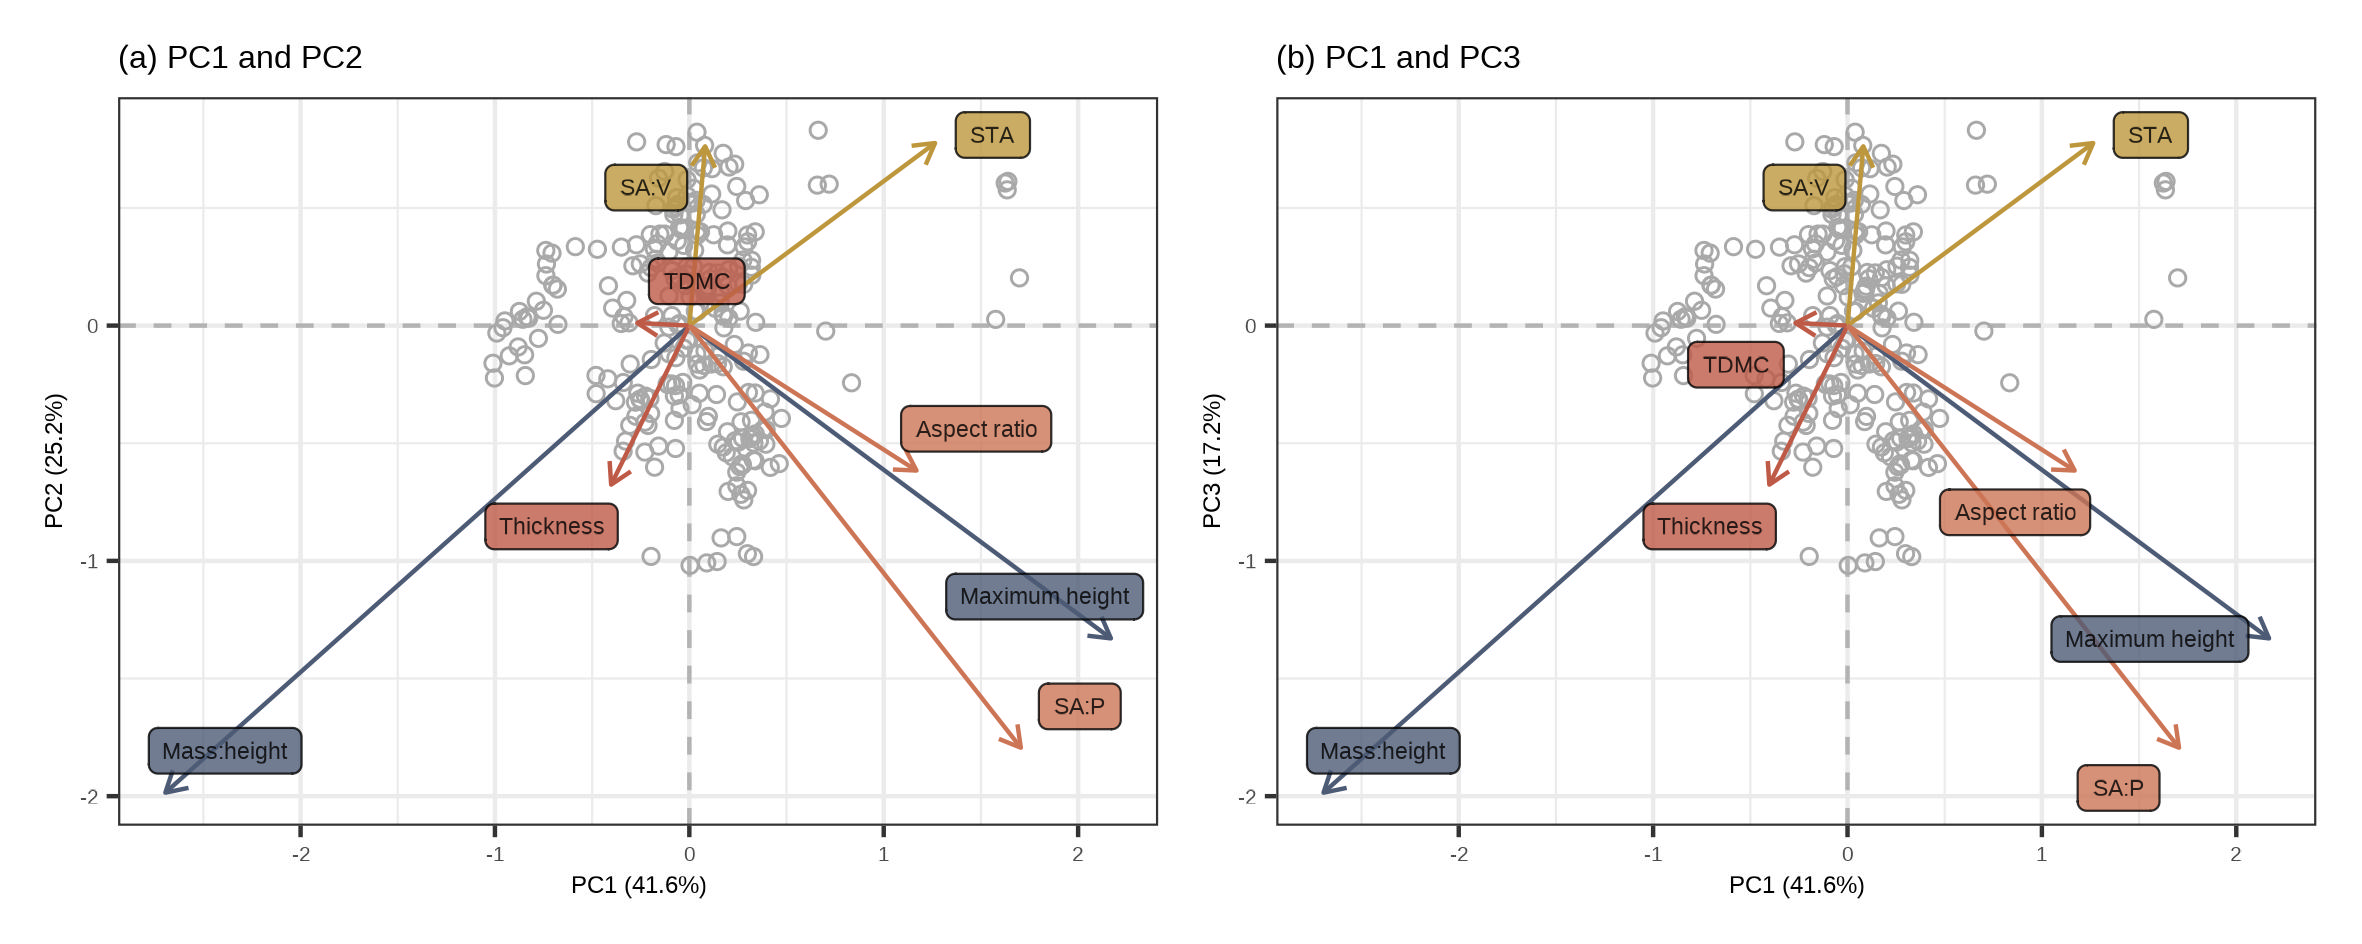 (a) PC1 and PC2
STA
SA:V
TDMC
0
Aspect ratio
PC2 (25.2%)
Thickness
-1
Maximum height
SA:P
Mass:height
-2
-2 -1 0 1 2
PC1 (41.6%)
(b) PC1 and PC3
STA
SA:V
0
TDMC
PC3 (17.2%)
Aspect ratio
Thickness
-1
Maximum height
Mass:height
SA:P
-2
-2 -1 0 1 2
PC1 (41.6%)